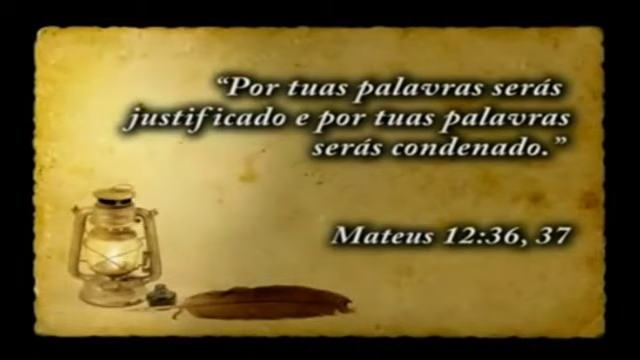 “Por tuas palavras serás
justificado e por tuas palavras
serás condenado.”
Mateus 12:36, 37